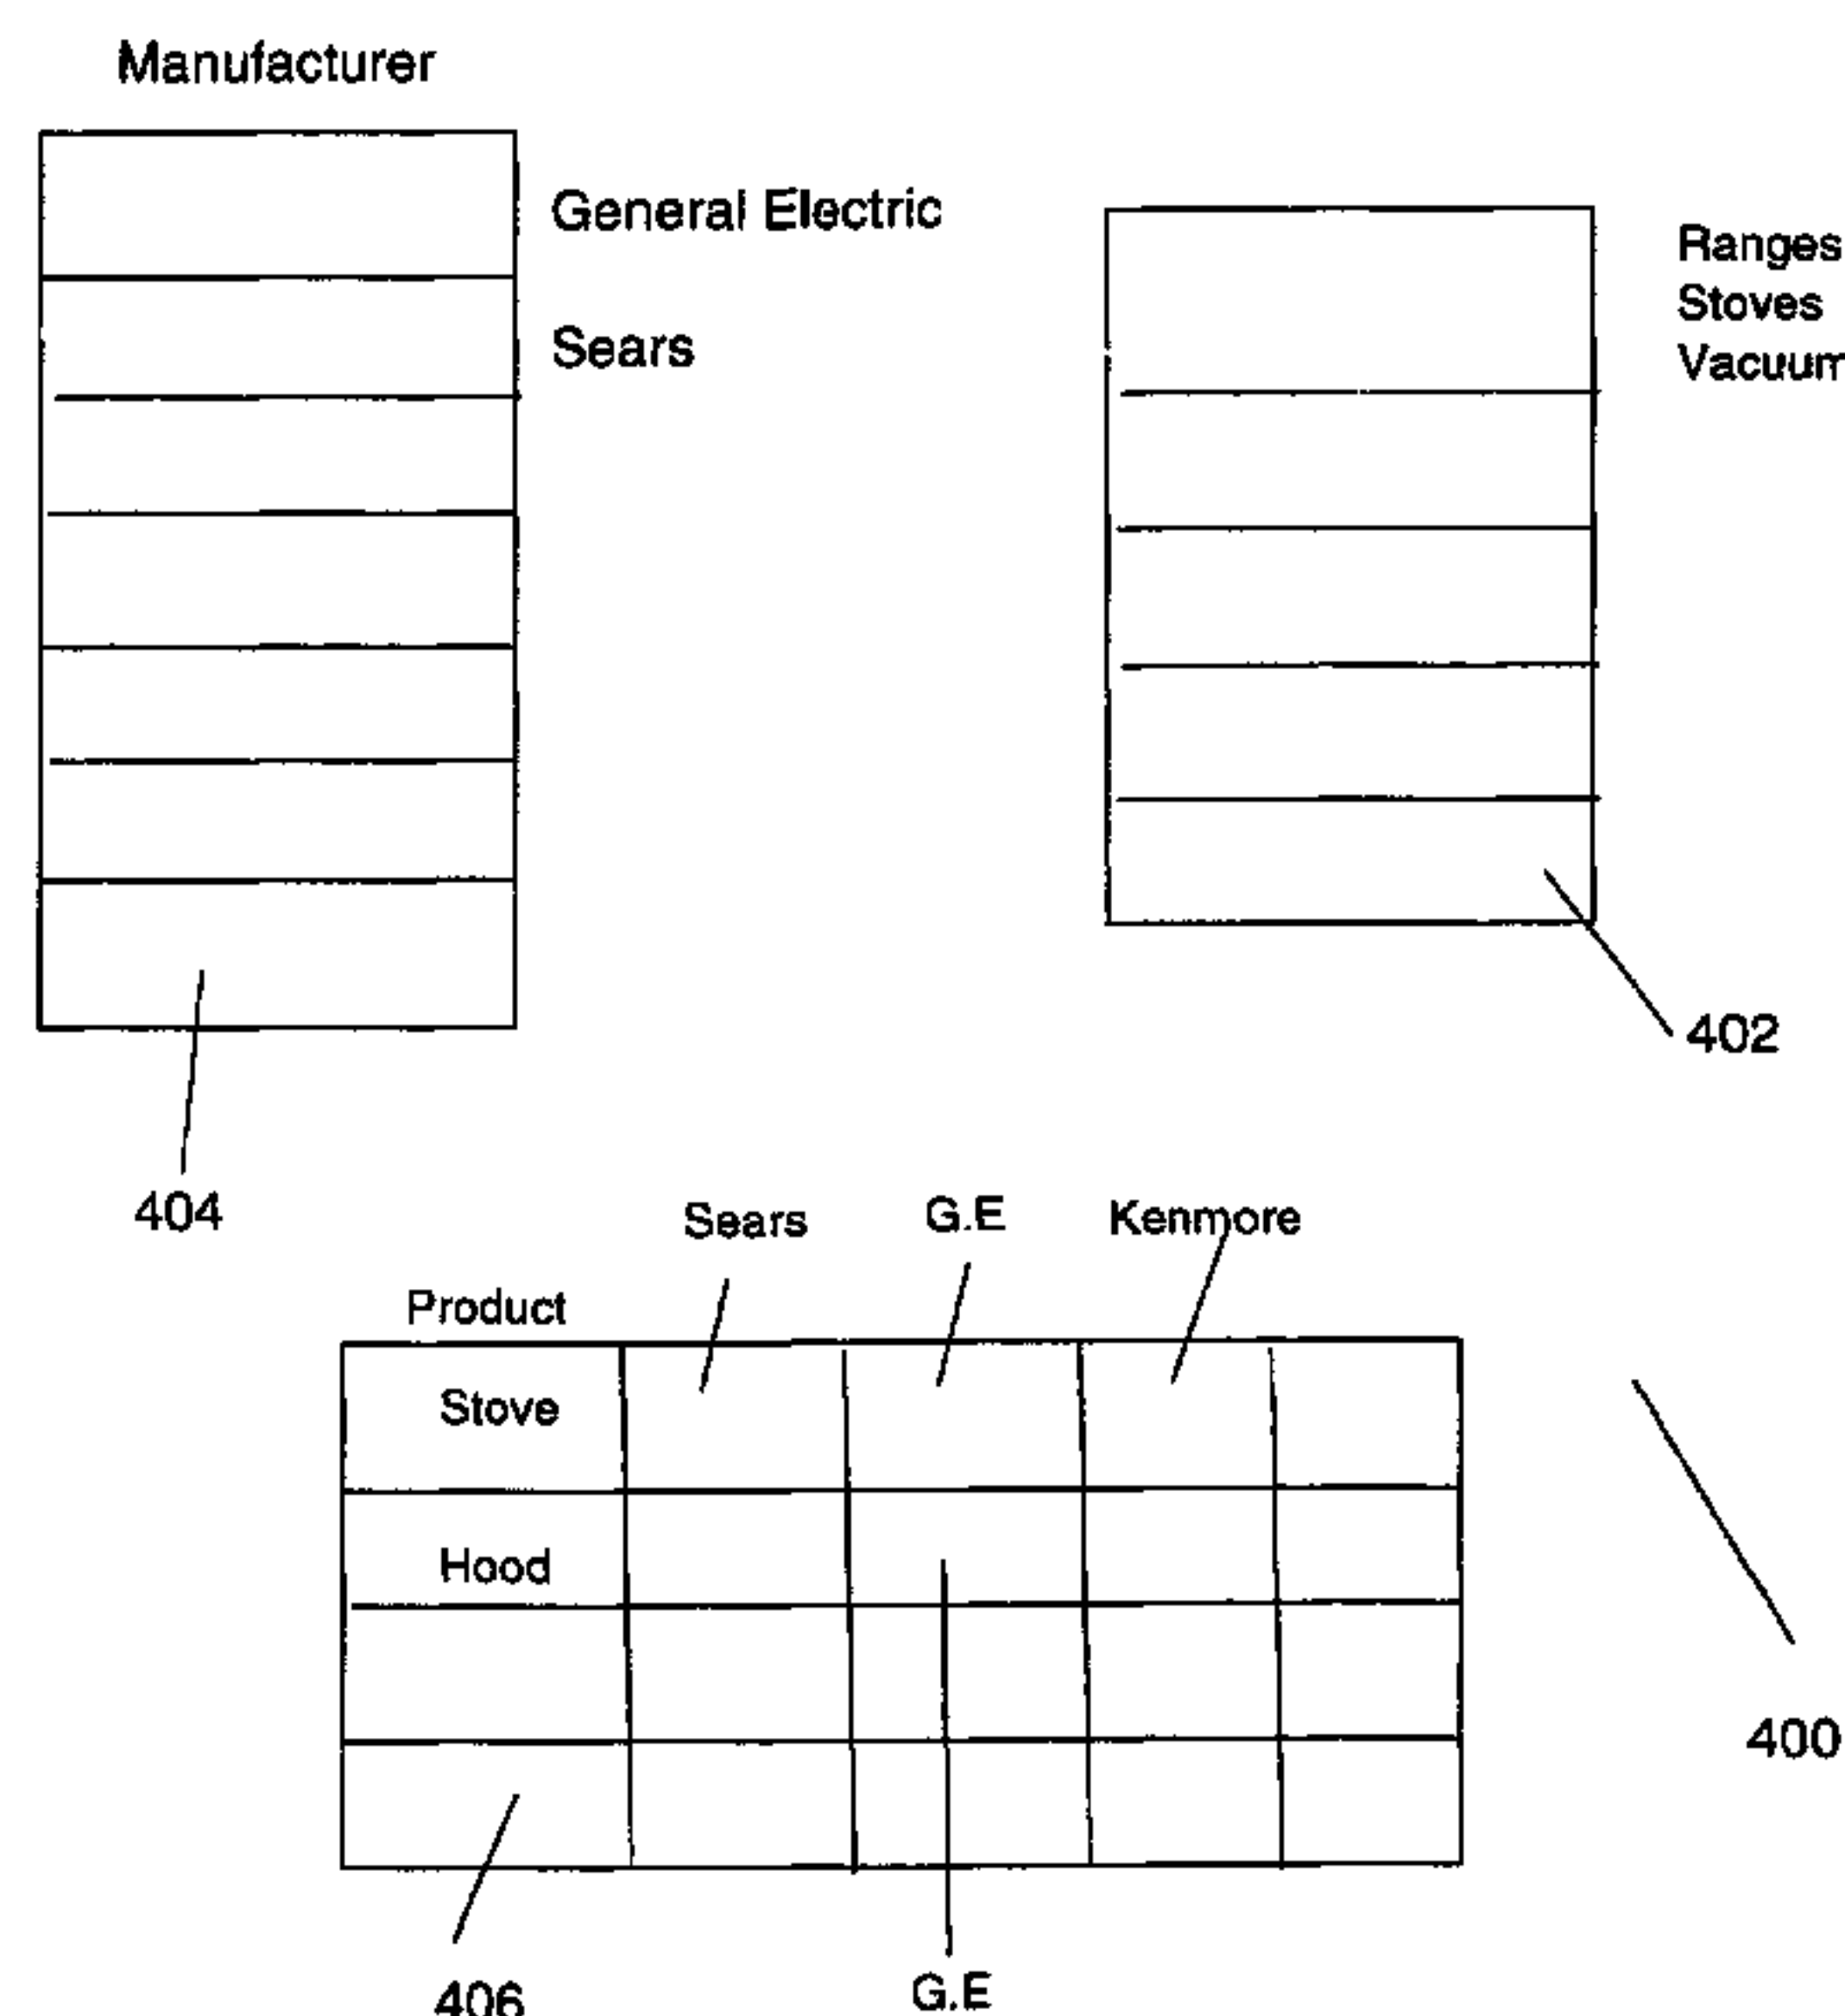 Manufacturer
General Electric
Sears
Ranges
Stoves
Vacuum
402
404
Sears
G.E
Kenmore
Product
Stove
Hood
400
406
G.E